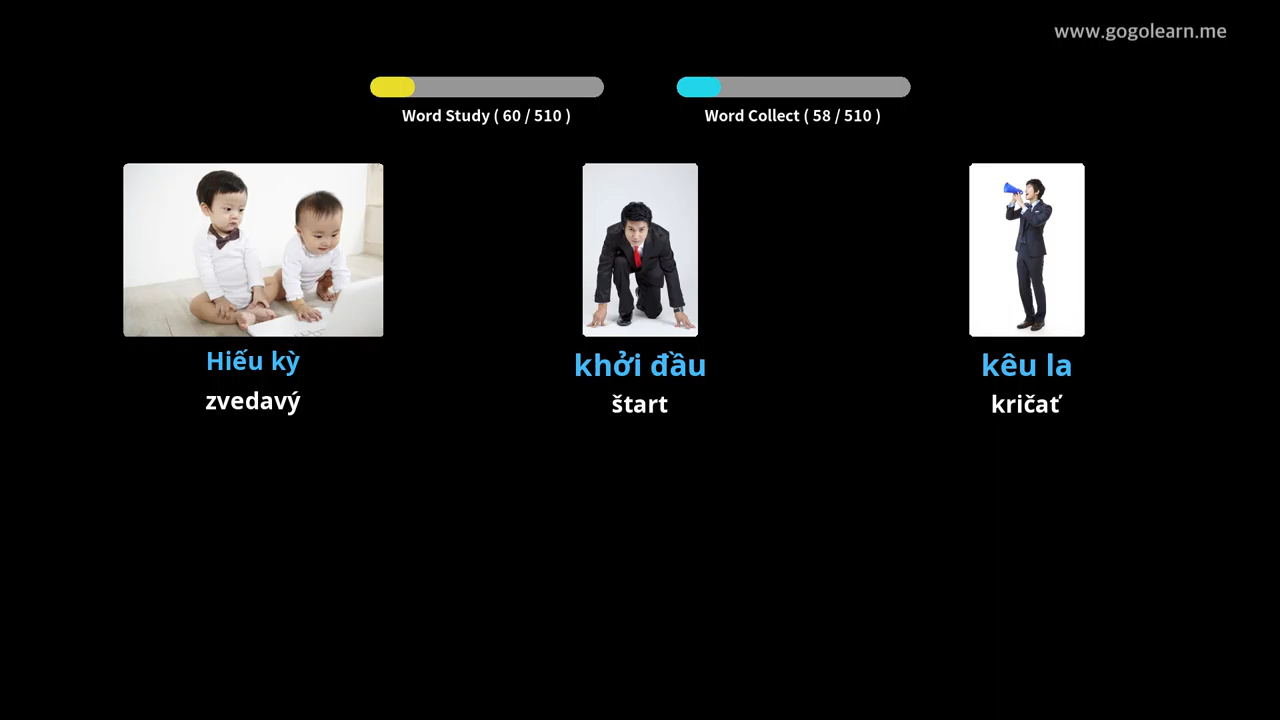 www.gogolearn.me
Word Study ( 60 / 510 )
Word Collect ( 58 / 510 )
Hiếu kỳ
khởi đầu
kêu la
zvedavý
štart
kričať